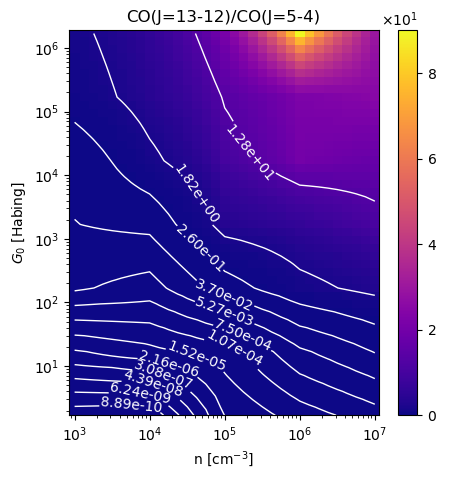 CO(J=13-12)/CO(J=5-4)
×10¹
G₀ [Habing]
10⁶
10⁵
10⁴
10³
10²
10¹
1.28e+01
1.82e+00
2.60e-01
3.70e-02
5.27e-03
7.50e-04
1.07e-04
1.52e-05
2.16e-06
3.08e-07
4.39e-08
6.24e-09
8.89e-10
10³
10⁴
10⁵
10⁶
10⁷
n [cm⁻³]
8
6
4
2
0